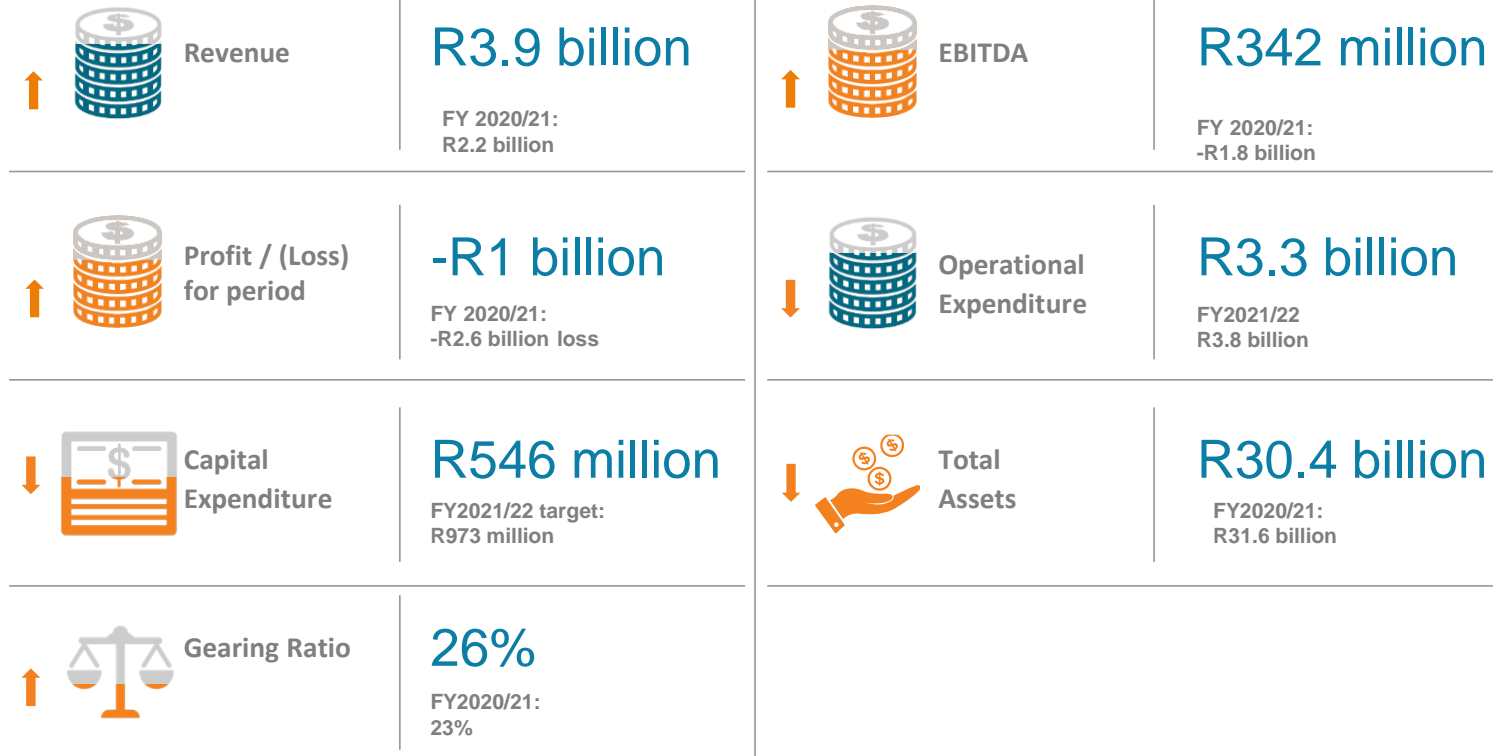 Revenue
R3.9 billion
FY 2020/21:
R2.2 billion
EBITDA
R342 million
FY 2020/21:
-R1.8 billion
Profit / (Loss)
for period
-R1 billion
FY 2020/21:
-R2.6 billion loss
Operational
Expenditure
R3.3 billion
FY2021/22
R3.8 billion
Capital
Expenditure
R546 million
FY2021/22 target:
R973 million
Total
Assets
R30.4 billion
FY2020/21:
R31.6 billion
Gearing Ratio
26%
FY2020/21:
23%